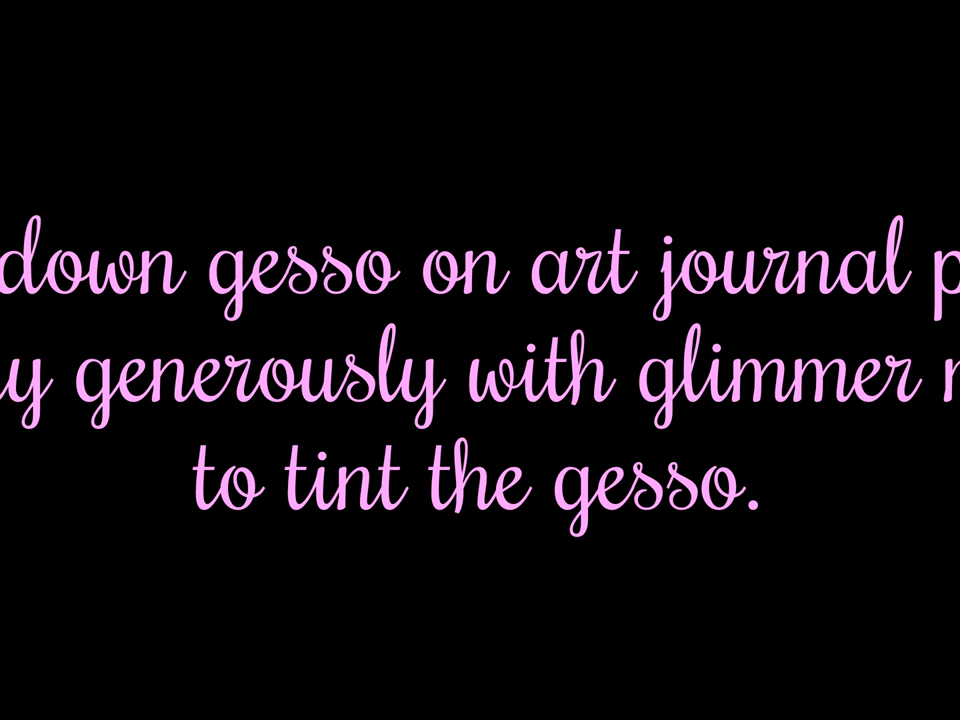 down gesso on art journal
generously with glimmer
to tint the gesso.